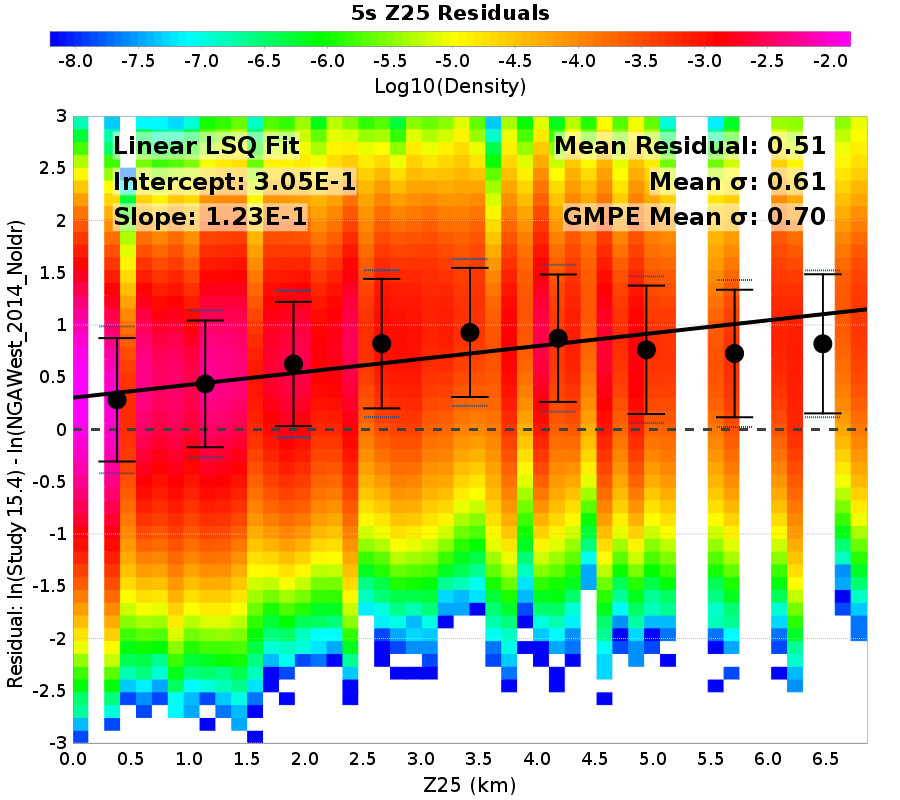 5s Z25 Residuals
-8.0 -7.5 -7.0 -6.5 -6.0 -5.5 -5.0 -4.5 -4.0 -3.5 -3.0 -2.5 -2.0
Log10(Density)
Linear LSQ Fit
Intercept: 3.05E-1
Slope: 1.23E-1
Mean Residual: 0.51
Mean σ: 0.61
GMPE Mean σ: 0.70
Residual: ln(Study 15.4) - ln(NGAWest_2014_NoIdr)
3
2.5
2
1.5
1
0.5
0
-0.5
-1
-1.5
-2
-2.5
-3
0.0 0.5 1.0 1.5 2.0 2.5 3.0 3.5 4.0 4.5 5.0 5.5 6.0 6.5
Z25 (km)